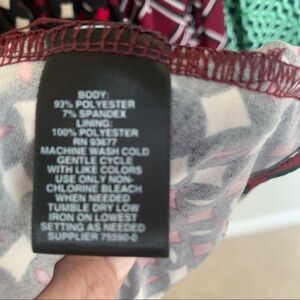 BODY:
93% POLYESTER
7% SPANDEX
LINING:
100% POLYESTER
RN 93677
MACHINE WASH COLD
GENTLE CYCLE
WITH LIKE COLORS
USE ONLY NON-
CHLORINE BLEACH
WHEN NEEDED
TUMBLE DRY LOW
IRON ON LOWEST
SETTING AS NEEDED
SUPPLIER 75590-0